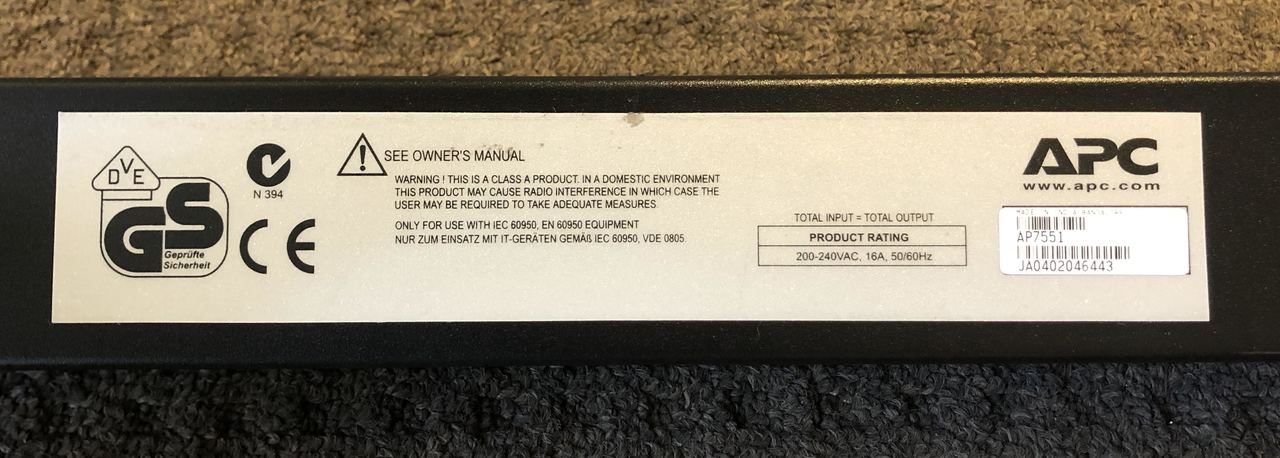 DVE
GS
Geprüfte
Sicherheit
N 394
CE
SEE OWNER'S MANUAL
WARNING ! THIS IS A CLASS A PRODUCT. IN A DOMESTIC ENVIRONMENT
THIS PRODUCT MAY CAUSE RADIO INTERFERENCE IN WHICH CASE THE
USER MAY BE REQUIRED TO TAKE ADEQUATE MEASURES
ONLY FOR USE WITH IEC 60950, EN 60950 EQUIPMENT
NUR ZUM EINSATZ MIT IT-GERÄTEN GEMÄß IEC 60950, VDE 0805.
TOTAL INPUT = TOTAL OUTPUT
PRODUCT RATING
200-240VAC, 16A, 50/60Hz
APC
www.apc.com
MADE IN
AP7551
JA0402046443